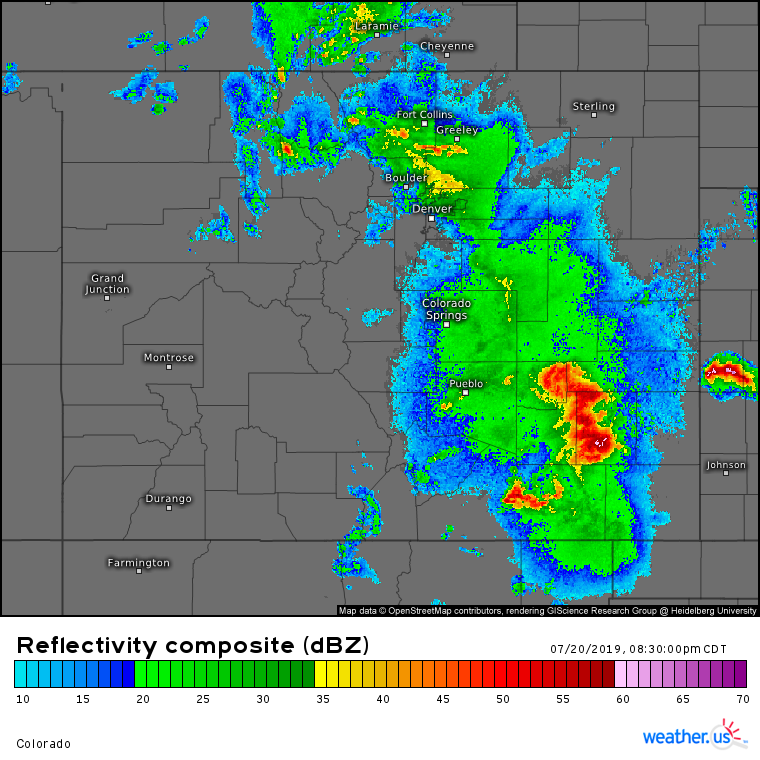 Laramie
Cheyenne
Fort Collins
Sterling
Greeley
Boulder
Denver
Grand
Junction
Colorado
Springs
Montrose
Pueblo
Johnson
Durango
Farmington
Map data © OpenStreetMap contributors, rendering GIScience Research Group @ Heidelberg University
Reflectivity composite (dBZ)
07/20/2019, 08:30:00pm CDT
10 15 20 25 30 35 40 45 50 55 60 65 70
Colorado
weather.us